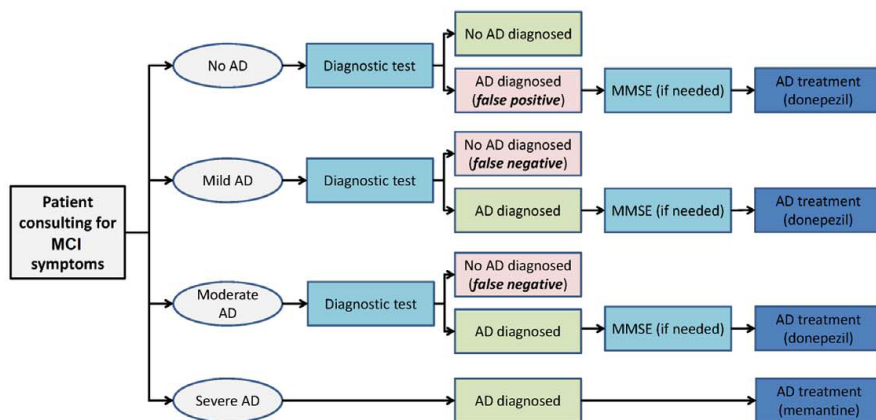 Patient
consulting for
MCI
symptoms
No AD
Diagnostic test
No AD diagnosed
AD diagnosed
(false positive)
MMSE (if needed)
AD treatment
(donepezil)
Mild AD
Diagnostic test
No AD diagnosed
(false negative)
AD diagnosed
MMSE (if needed)
AD treatment
(donepezil)
Moderate
AD
Diagnostic test
No AD diagnosed
(false negative)
AD diagnosed
MMSE (if needed)
AD treatment
(donepezil)
Severe AD
AD diagnosed
AD treatment
(memantine)